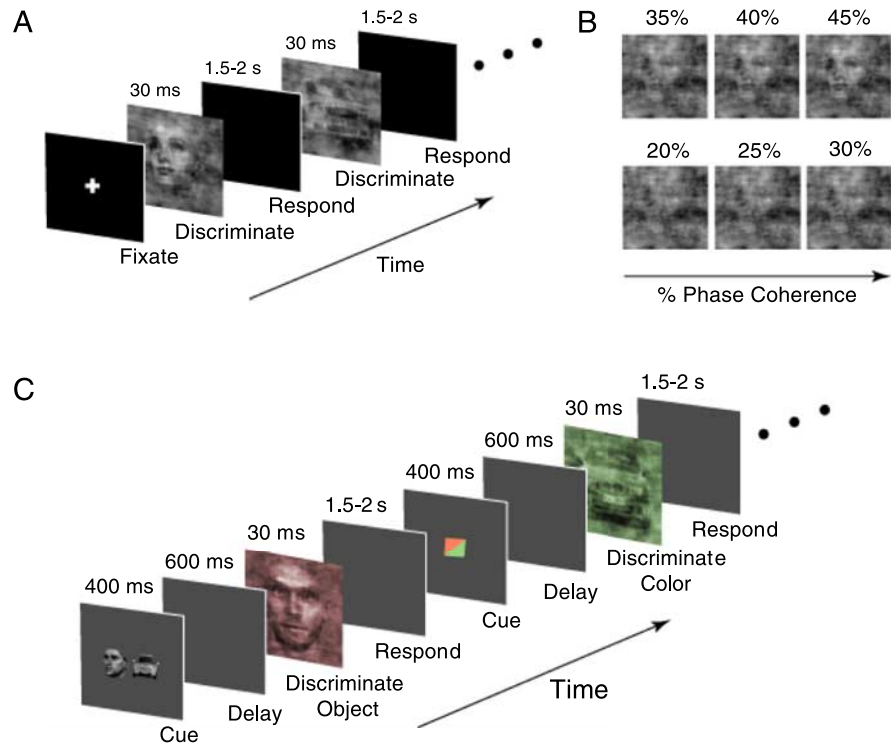 A
30 ms
1.5-2 s
30 ms
1.5-2 s
Fixate
Discriminate
Respond
Discriminate
Respond
Time
B
35% 40% 45%
20% 25% 30%
% Phase Coherence
C
400 ms
600 ms
30 ms
1.5-2 s
400 ms
600 ms
30 ms
1.5-2 s
Cue
Delay
Discriminate
Object
Respond
Cue
Delay
Discriminate
Color
Respond
Time